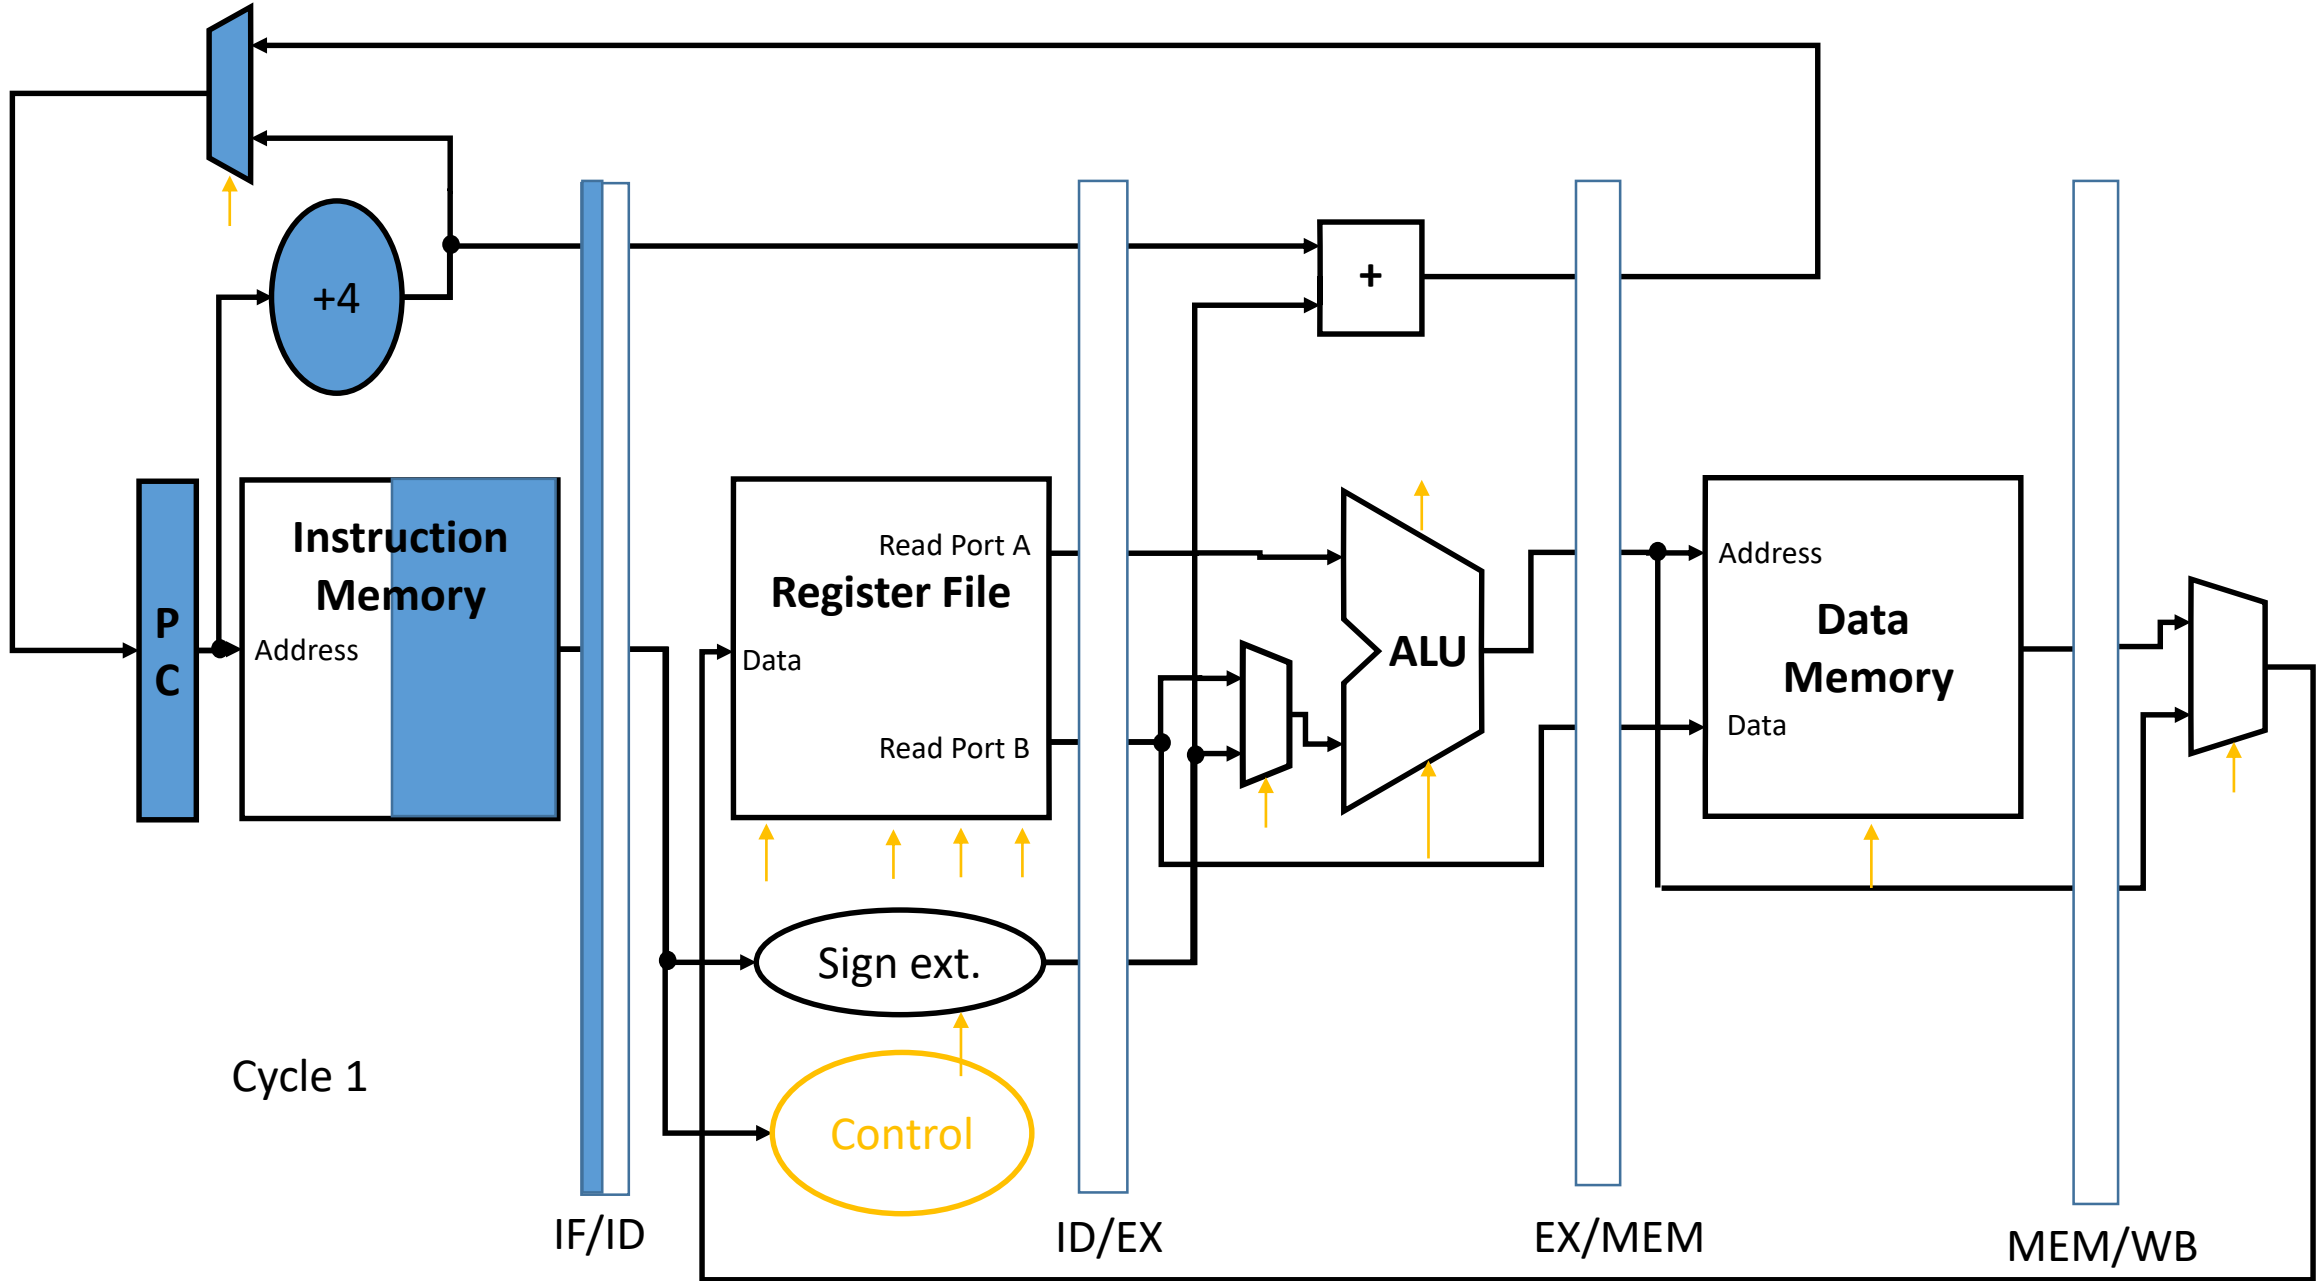 +4
+
Instruction
Memory
Address
P
C
Read Port A
Register File
Data
Read Port B
ALU
Address
Data
Memory
Data
Sign ext.
Cycle 1
Control
IF/ID
ID/EX
EX/MEM
MEM/WB